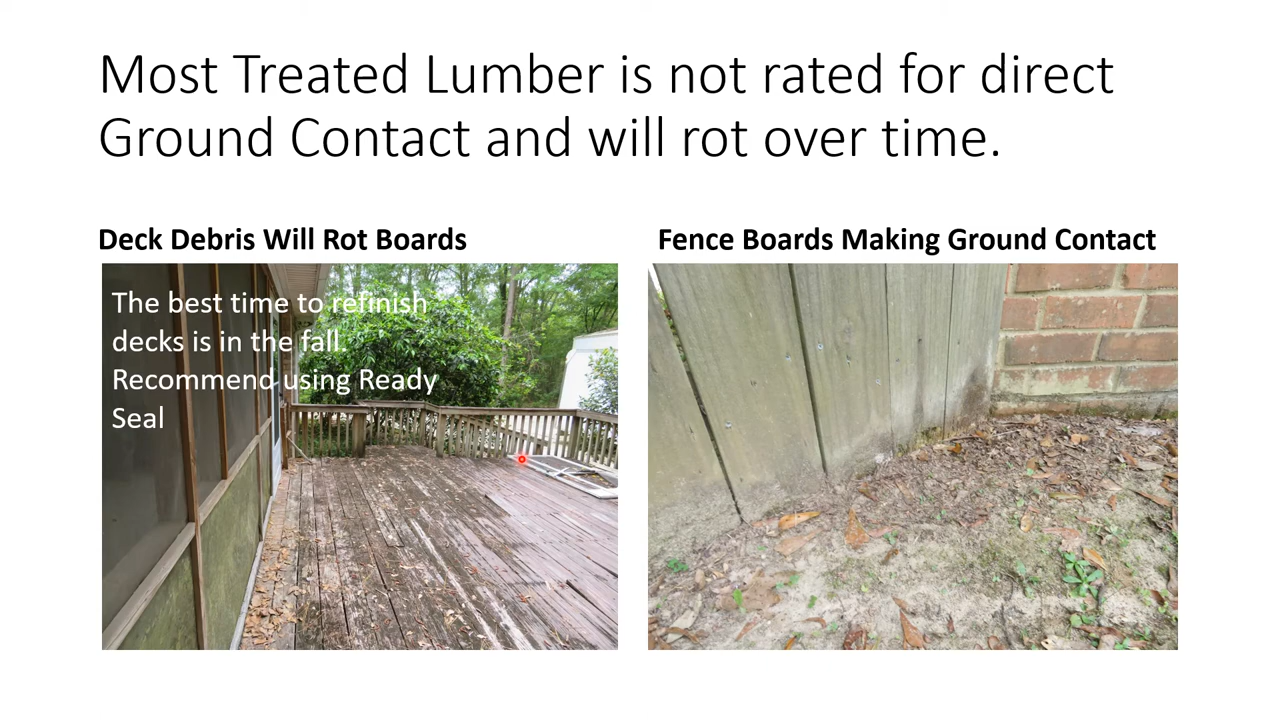 Most Treated Lumber is not rated for direct
Ground Contact and will rot over time.
Deck Debris Will Rot Boards
Fence Boards Making Ground Contact
The best time to refinish
decks is in the fall.
Recommend using Ready
Seal